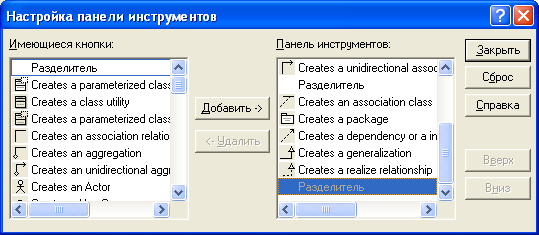 Настройка панели инструментов
Имеющиеся кнопки:
Разделитель
Creates a parameterized class
Creates a class utility
Creates a parameterized class
Creates an association relatio
Creates an aggregation
Creates an unidirectional aggr
Creates an Actor
Добавить ->
<- Удалить
Панель инструментов:
Creates a unidirectional assoc
Разделитель
Creates an association class
Creates a package
Creates a dependency or a in
Creates a generalization
Creates a realize relationship
Разделитель
Закрыть
Сброс
Справка
Вверх
Вниз